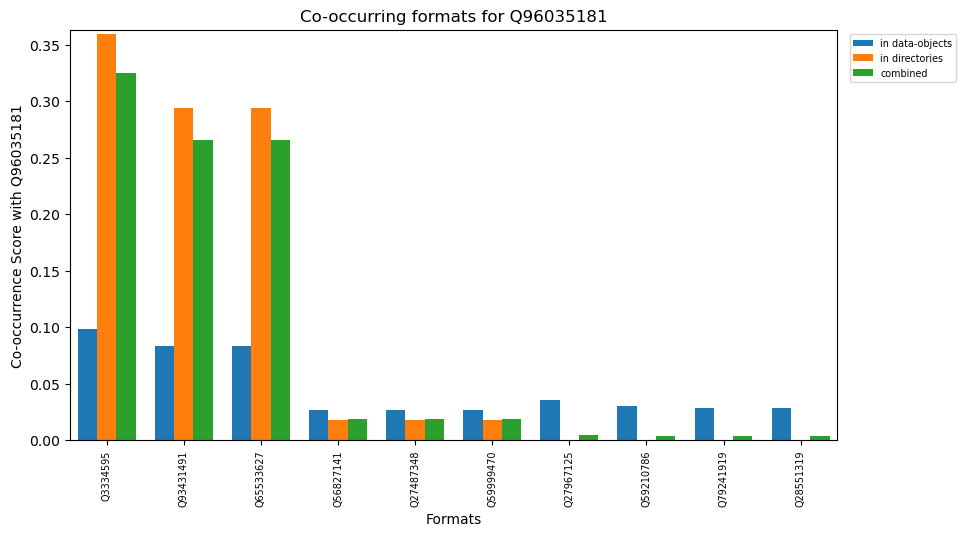 Co-occurring formats for Q96035181
in data-objects
in directories
combined
Co-occurrence Score with Q96035181
0.35
0.30
0.25
0.20
0.15
0.10
0.05
0.00
Q3334595
Q93431491
Q65533627
Q56827141
Q27487348
Q59999470
Q27967125
Q59210786
Q79241919
Q28551319
Formats